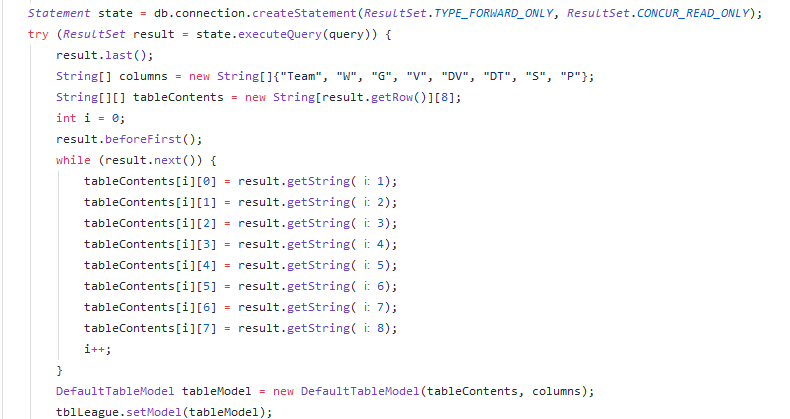 Statement state = db.connection.createStatement(ResultSet.TYPE_FORWARD_ONLY, ResultSet.CONCUR_READ_ONLY);
try (ResultSet result = state.executeQuery(query)) {
    result.last();
    String[] columns = new String[]{"Team", "W", "G", "V", "DV", "DT", "S", "P"};
    String[][] tableContents = new String[result.getRow()][8];
    int i = 0;
    result.beforeFirst();
    while (result.next()) {
        tableContents[i][0] = result.getString( i: 1);
        tableContents[i][1] = result.getString( i: 2);
        tableContents[i][2] = result.getString( i: 3);
        tableContents[i][3] = result.getString( i: 4);
        tableContents[i][4] = result.getString( i: 5);
        tableContents[i][5] = result.getString( i: 6);
        tableContents[i][6] = result.getString( i: 7);
        tableContents[i][7] = result.getString( i: 8);
        i++;
    }
    DefaultTableModel tableModel = new DefaultTableModel(tableContents, columns);
    tblLeague.setModel(tableModel);